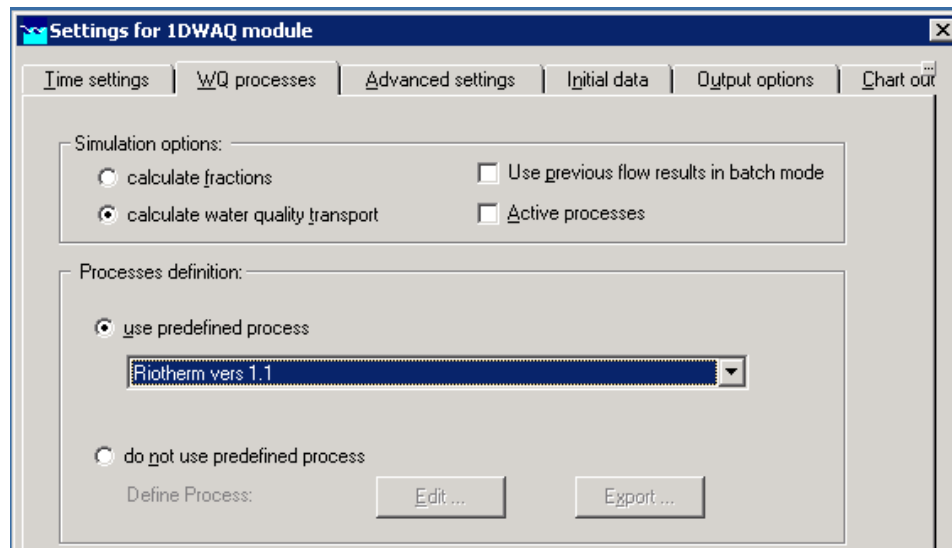 Settings for 1DWAQ module
Time settings WQ processes Advanced settings Initial data Output options Chart out
Simulation options:
calculate fractions Use previous flow results in batch mode
calculate water quality transport Active processes
Processes definition:
use predefined process
Riotherm vers 1.1
do not use predefined process
Define Process: Edit ... Export ...